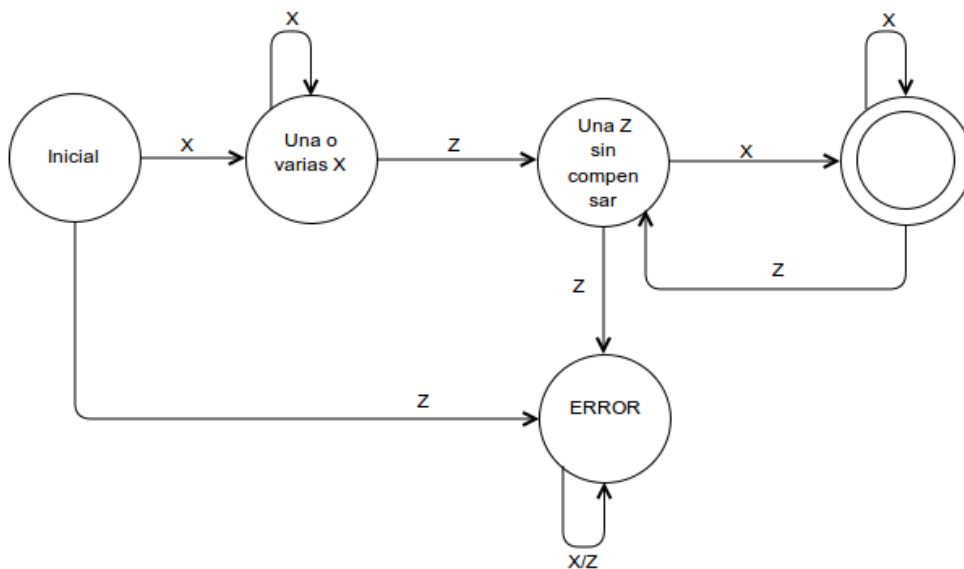 X
X
Inicial
X
Una o
varias X
Z
Una Z
sin
compen
sar
X
Z
Z
Z
ERROR
X/Z